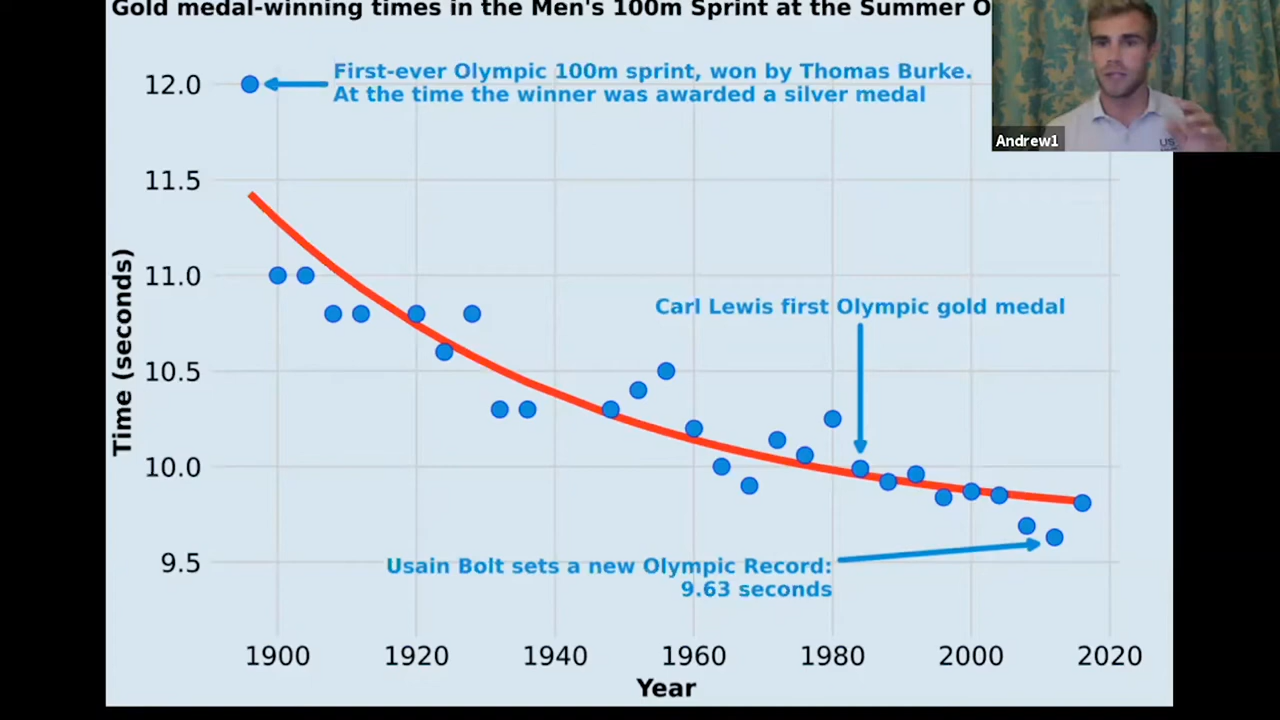 Gold medal-winning times in the Men's 100m Sprint at the Summer O
First-ever Olympic 100m sprint, won by Thomas Burke.
At the time the winner was awarded a silver medal
Andrew1
US
12.0
11.5
11.0
10.5
10.0
9.5
Time (seconds)
Carl Lewis first Olympic gold medal
Usain Bolt sets a new Olympic Record:
9.63 seconds
1900 1920 1940 1960 1980 2000 2020
Year